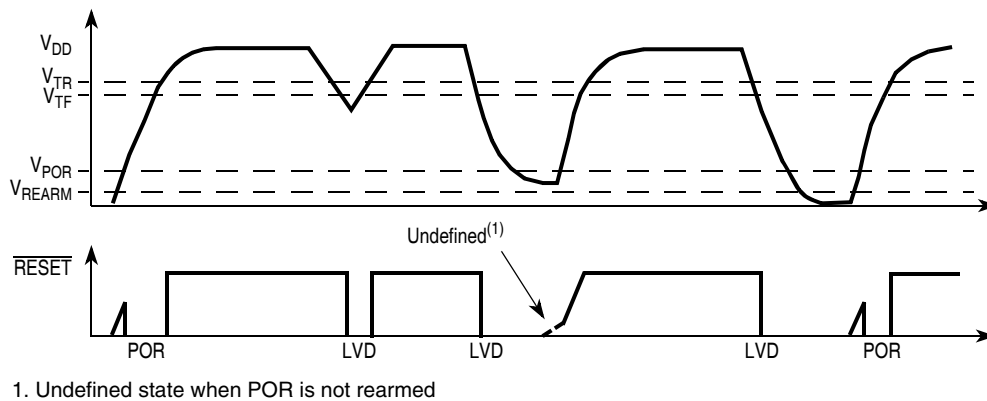 VDD
VTR
VTF
VPOR
VREARM
Undefined(1)
RESET
POR LVD LVD LVD POR
1. Undefined state when POR is not rearmed